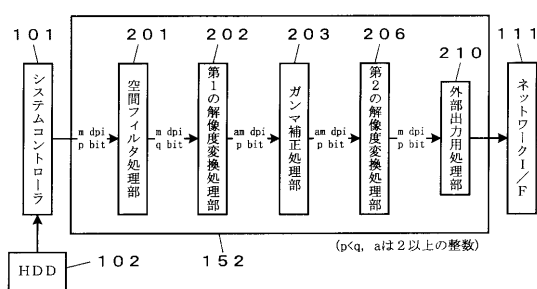 101
201
202
203
206
210
111
システムコントローラ
空間フィルタ処理部
第1の解像度変換処理部
ガンマ補正処理部
第2の解像度変換処理部
外部出力用処理部
ネットワークI/F
m dpi
p bit
m dpi
q bit
am dpi
p bit
am dpi
p bit
m dpi
p bit
(p<q, aは2以上の整数)
HDD
102
152